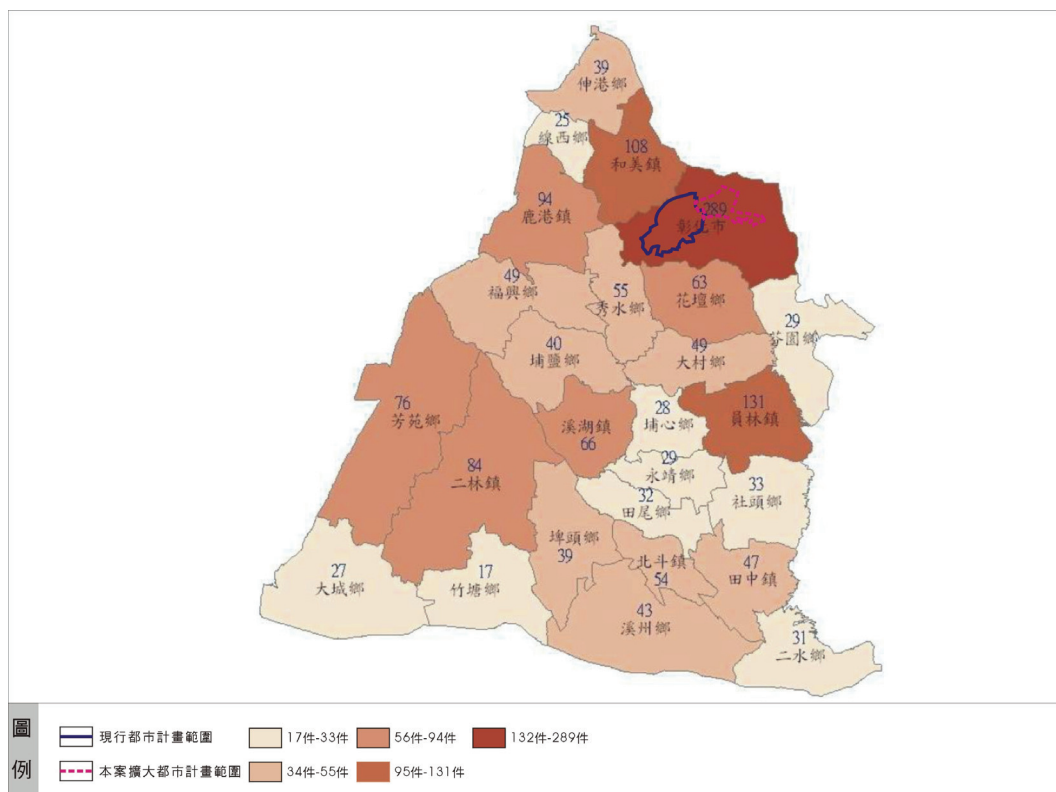 39
伸港鄉
25
線西鄉
108
和美鎮
94
鹿港鎮
289
彰化市
49
福興鄉
55
秀水鄉
63
花壇鄉
29
芬園鄉
40
埔鹽鄉
49
大村鄉
76
芳苑鄉
溪湖鎮
66
28
埔心鄉
131
員林鎮
84
二林鎮
29
永靖鄉
32
田尾鄉
33
社頭鄉
埤頭鄉
39
北斗鎮
54
47
田中鎮
27
大城鄉
17
竹塘鄉
43
溪州鄉
31
二水鄉
圖例
現行都市計畫範圍
17件-33件
56件-94件
132件-289件
本案擴大都市計畫範圍
34件-55件
95件-131件